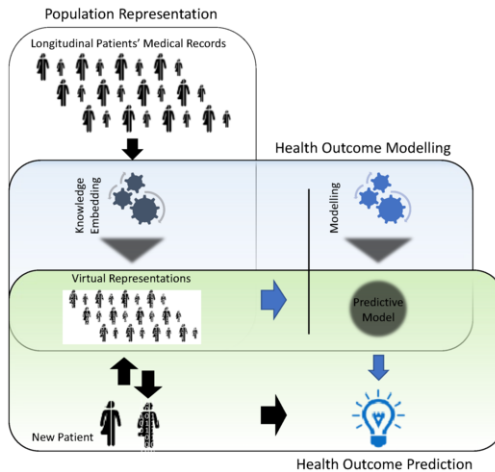 Population Representation
Longitudinal Patients' Medical Records
Health Outcome Modelling
Knowledge
Embedding
Modelling
Virtual Representations
Predictive
Model
New Patient
Health Outcome Prediction